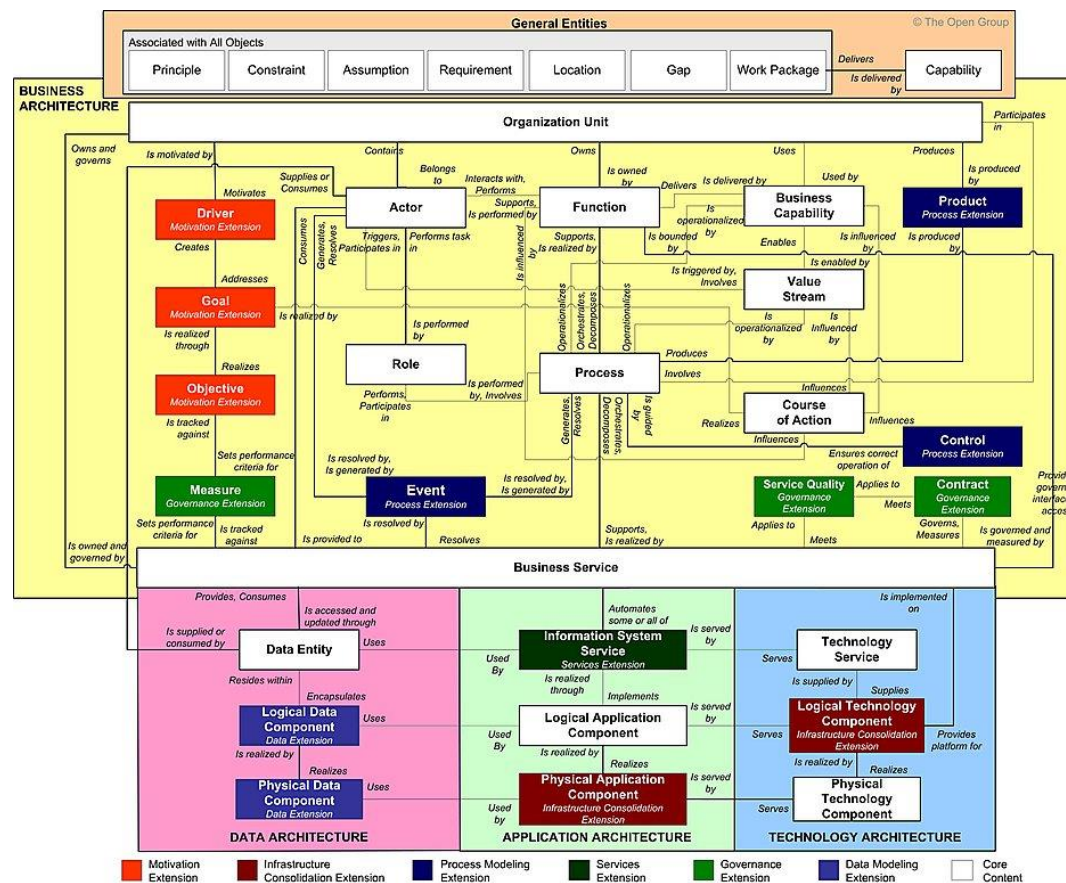 General Entities
© The Open Group
Associated with All Objects
Principle
Constraint
Assumption
Requirement
Location
Gap
Work Package
Delivers
Is delivered
by
Capability
BUSINESS
ARCHITECTURE
Organization Unit
Participates
in
Owns and
governs
Is motivated by
Contains
Owns
Uses
Produces
Supplies or
Consumes
Belongs
to
Interacts with,
Performs
Is owned
by
Delivers
Is delivered by
Used by
Is produced
by
Motivates
Driver
Motivation Extension
Actor
Supports,
Is performed by
Function
Is
operationalized
by
Business
Capability
Product
Process Extension
Creates
Consumes
Generates,
Resolves
Triggers,
Participates in
Performs task
in
Is influenced
by
Supports,
Is realized by
Is bounded
by
Enables
Is influenced
by
Is produced
by
Addresses
Is triggered by,
Involves
Is enabled by
Goal
Motivation Extension
Is realized by
Value
Stream
Is realized
through
Operationalizes
Orchestrates,
Decomposes
Operationalizes
Is
operationalized
by
Is
Influenced
by
Realizes
Is performed
by
Objective
Motivation Extension
Role
Process
Produces
Involves
Is performed
by, Involves
Performs,
Participates
in
Influences
Is tracked
against
Generates,
Resolves
Orchestrates,
Decomposes
Is guided
by
Realizes
Course
of Action
Influences
Influences
Control
Process Extension
Ensures correct
operation of
Sets performance
criteria for
Is resolved by,
Is generated by
Is resolved by,
Is generated by
Measure
Governance Extension
Event
Process Extension
Service Quality
Governance
Extension
Applies to
Meets
Contract
Governance
Extension
Sets performance
criteria for
Is tracked
against
Is resolved by
Applies to
Governs,
Measures
Is owned and
governed by
Is provided to
Resolves
Supports,
Is realized by
Meets
Is governed and
measured by
Business Service
Provides, Consumes
Is accessed and
updated through
Automates
some or all of
Is implemented
on
Is supplied or
consumed by
Data Entity
Uses
Used
By
Information System
Service
Services Extension
Is served
by
Serves
Technology
Service
Resides within
Encapsulates
Is realized
through
Implements
Is supplied by
Supplies
Logical Data
Component
Data Extension
Uses
Used
By
Logical Application
Component
Is served
by
Serves
Logical Technology
Component
Infrastructure Consolidation
Extension
Provides
platform for
Is realized by
Realizes
Is realized by
Realizes
Is realized by
Realizes
Physical Data
Component
Data Extension
Uses
Used
by
Physical Application
Component
Infrastructure Consolidation
Extension
Is served
by
Serves
Physical
Technology
Component
DATA ARCHITECTURE
APPLICATION ARCHITECTURE
TECHNOLOGY ARCHITECTURE
Motivation
Extension
Infrastructure
Consolidation Extension
Process Modeling
Extension
Services
Extension
Governance
Extension
Data Modeling
Extension
Core
Content